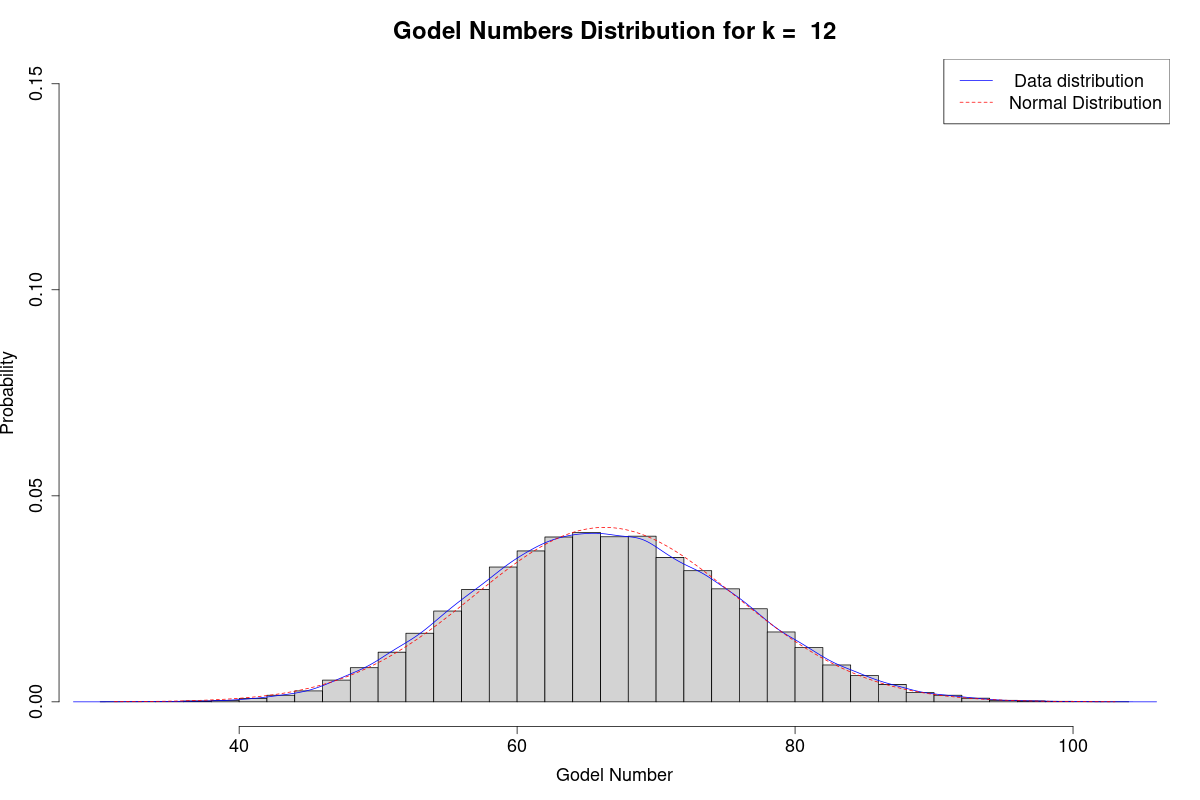 Godel Numbers Distribution for k =  12
Data distribution
Normal Distribution
Probability
0.15
0.10
0.05
0.00
40 60 80 100
Godel Number